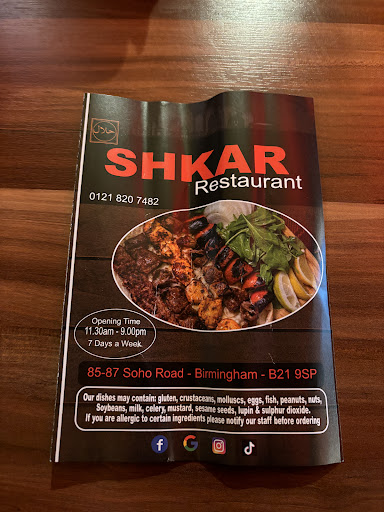 حلال
SHKAR
Restaurant
0121 820 7482
Opening Time
11.30am - 9.00pm
7 Days a Week.
85-87 Soho Road - Birmingham - B21 9SP
Our dishes may contain: gluten, crustaceans, molluscs, eggs, fish, peanuts, nuts,
Soybeans, milk, celery, mustard, sesame seeds, lupin & sulphur dioxide.
If you are allergic to certain ingredients please notify our staff before ordering